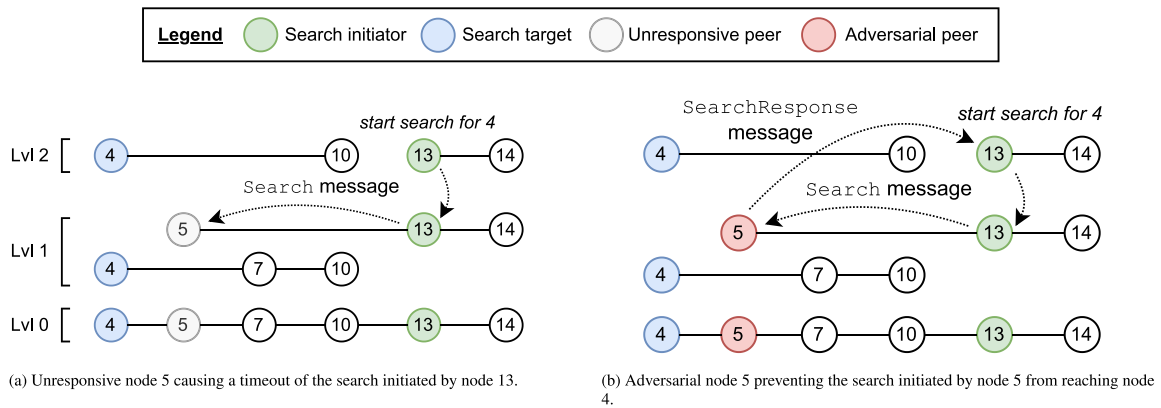 Legend Search initiator Search target Unresponsive peer Adversarial peer
start search for 4
Lvl 2 4 10 13 14
Search message
5 13 14
Lvl 1
4 7 10
Lvl 0 4 5 7 10 13 14
(a) Unresponsive node 5 causing a timeout of the search initiated by node 13.
SearchResponse
message
start search for 4
4 10 13 14
Search message
5 13 14
4 7 10
4 5 7 10 13 14
(b) Adversarial node 5 preventing the search initiated by node 5 from reaching node
4.